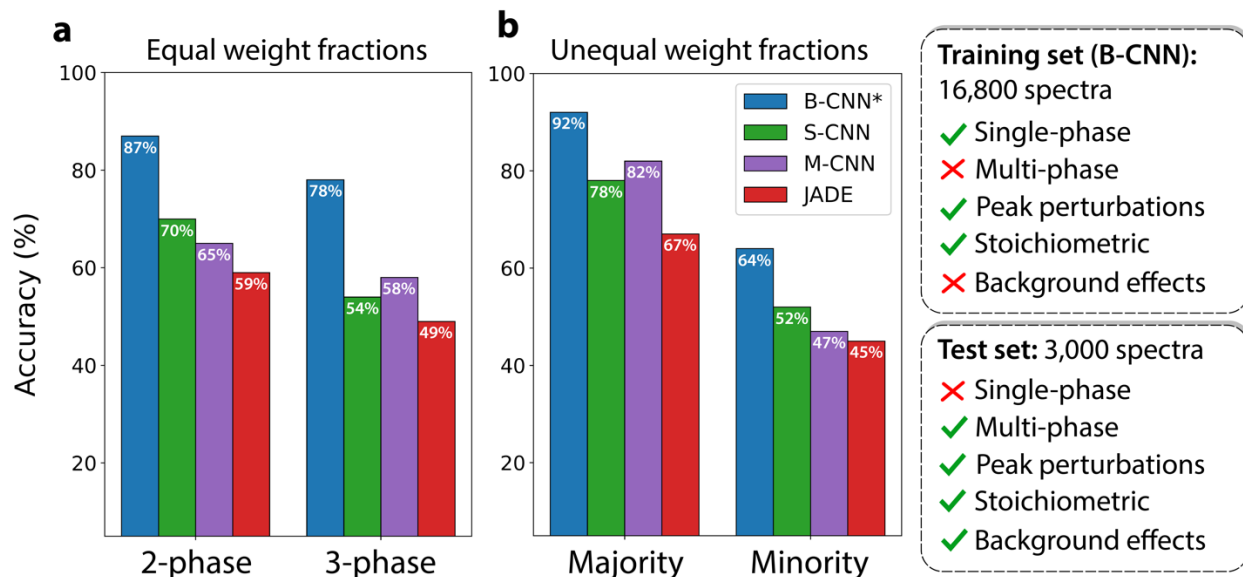 a
Equal weight fractions
Accuracy (%)
100
80
60
40
20
87%
70%
65%
59%
78%
54%
58%
49%
2-phase
3-phase
b
Unequal weight fractions
100
80
60
40
20
B-CNN*
S-CNN
M-CNN
JADE
92%
78%
82%
67%
64%
52%
47%
45%
Majority
Minority
Training set (B-CNN):
16,800 spectra
Single-phase
Multi-phase
Peak perturbations
Stoichiometric
Background effects
Test set: 3,000 spectra
Single-phase
Multi-phase
Peak perturbations
Stoichiometric
Background effects